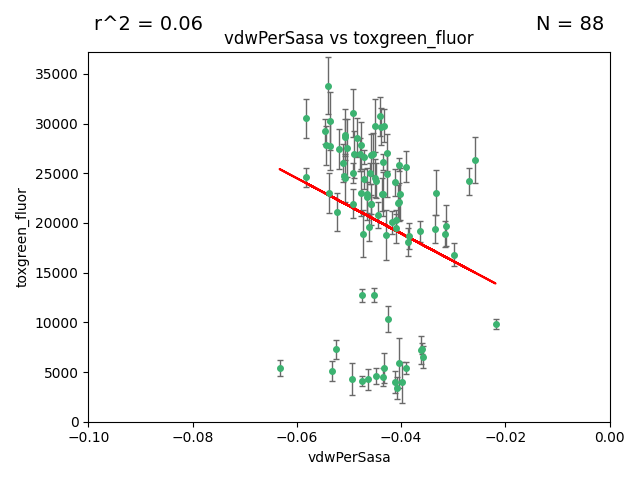 r^2 = 0.06
N = 88
vdwPerSasa vs toxgreen_fluor
toxgreen_fluor
35000
30000
25000
20000
15000
10000
5000
0
−0.10
−0.08
−0.06
−0.04
−0.02
0.00
vdwPerSasa